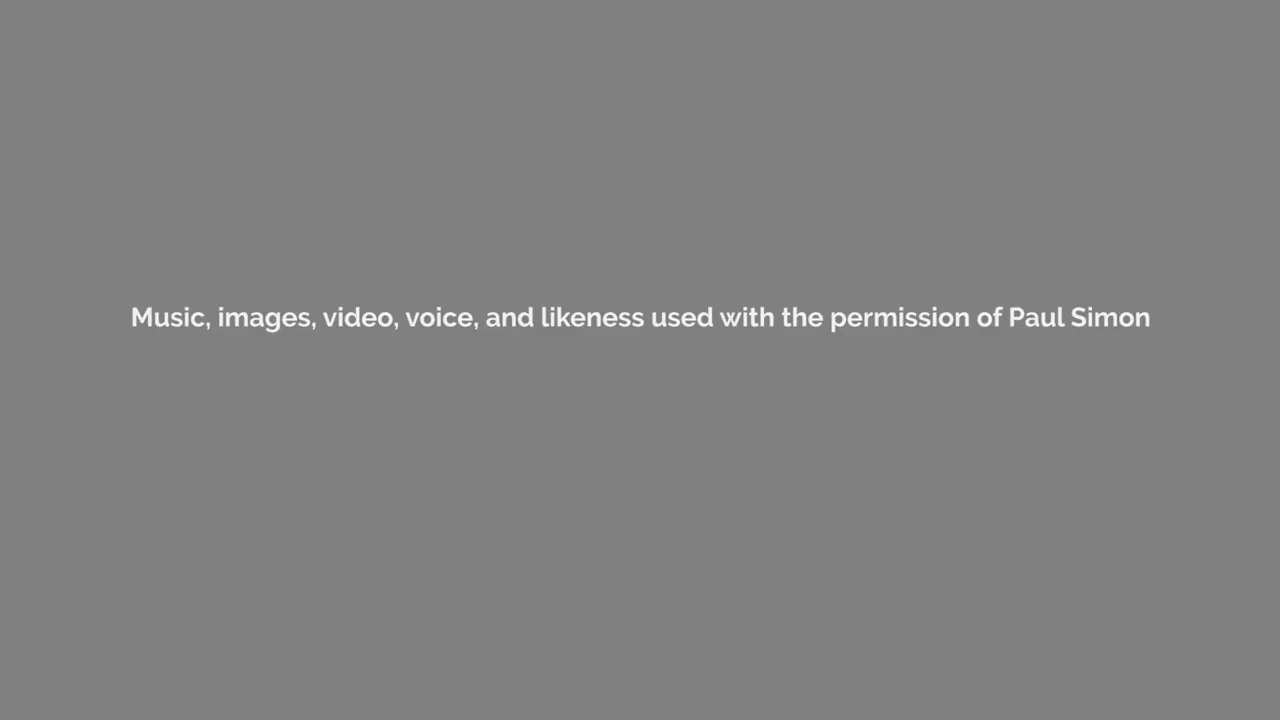 Music, images, video, voice, and likeness used with the permission of Paul Simon